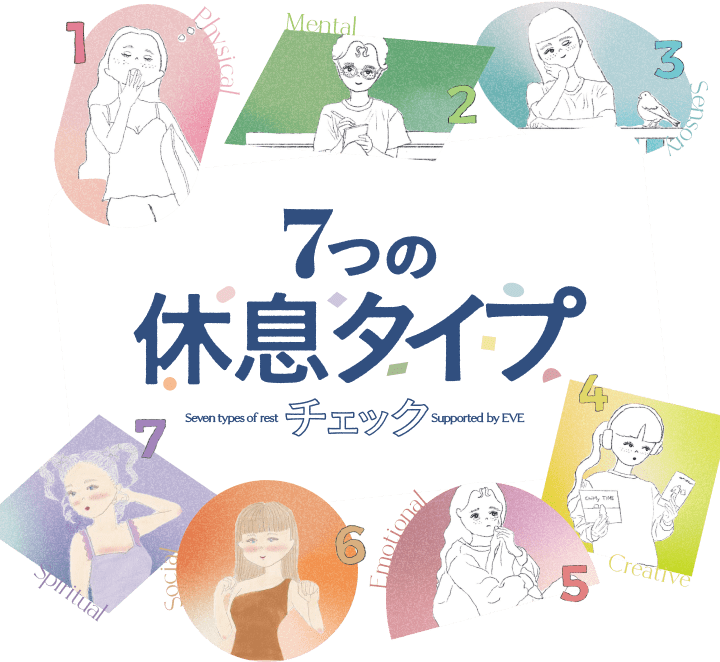 1
Physical
Mental
2
3
Sensory
7つの
休息タイプ
Seven types of rest
チェック
Supported by EVE
4
Creative
5
Emotional
6
Social
7
Spiritual